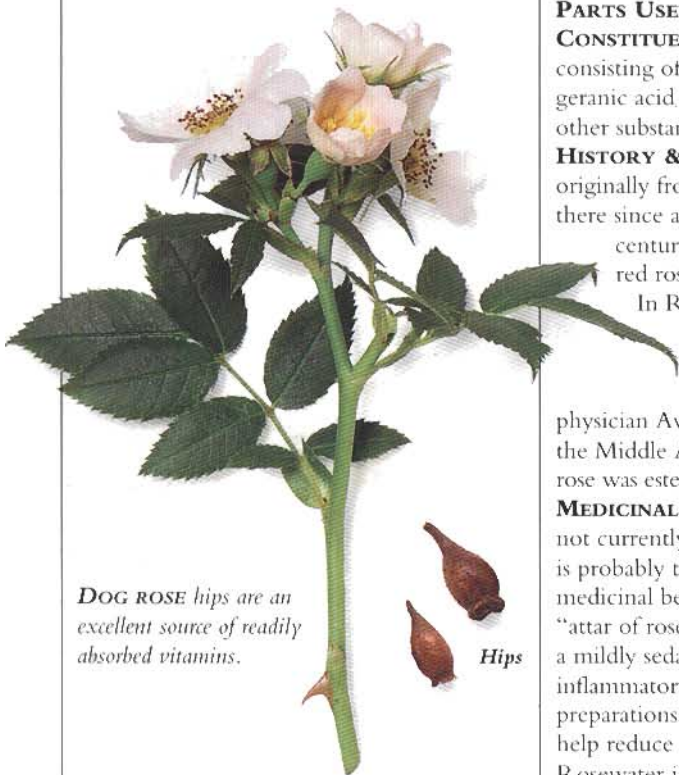 DOG ROSE hips are an
excellent source of readily
absorbed vitamins.
Hips
PARTS USE
CONSTITUE
consisting of
geranic acid
other substan
HISTORY &
originally fro
there since a
centur
red ros
In R
physician Av
the Middle A
rose was este
MEDICINAL
not currently
is probably t
medicinal be
"attar of rose
a mildly seda
inflammator
preparations
help reduce
Rosewater i